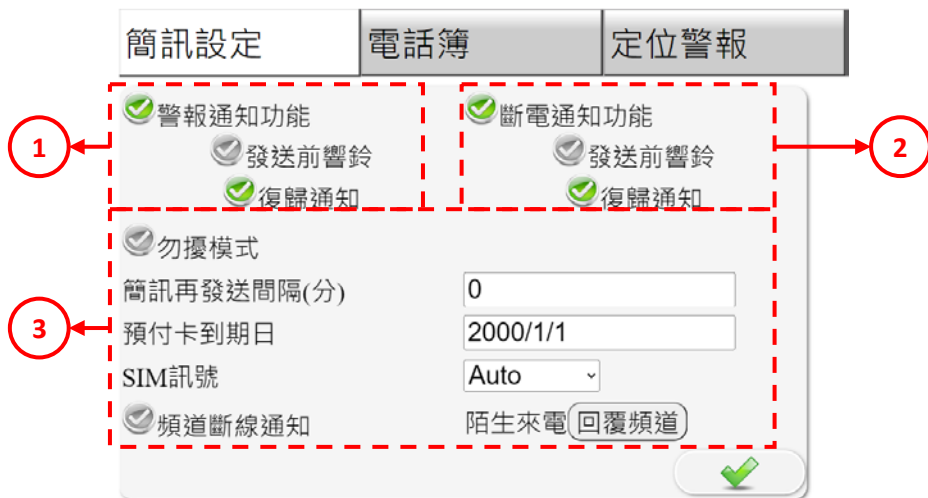 簡訊設定 電話簿 定位警報
警報通知功能 斷電通知功能
發送前響鈴 發送前響鈴
1 2
復歸通知 復歸通知
勿擾模式
簡訊再發送間隔(分) 0
3
預付卡到期日 2000/1/1
SIM訊號 Auto
頻道斷線通知 陌生來電 回覆頻道